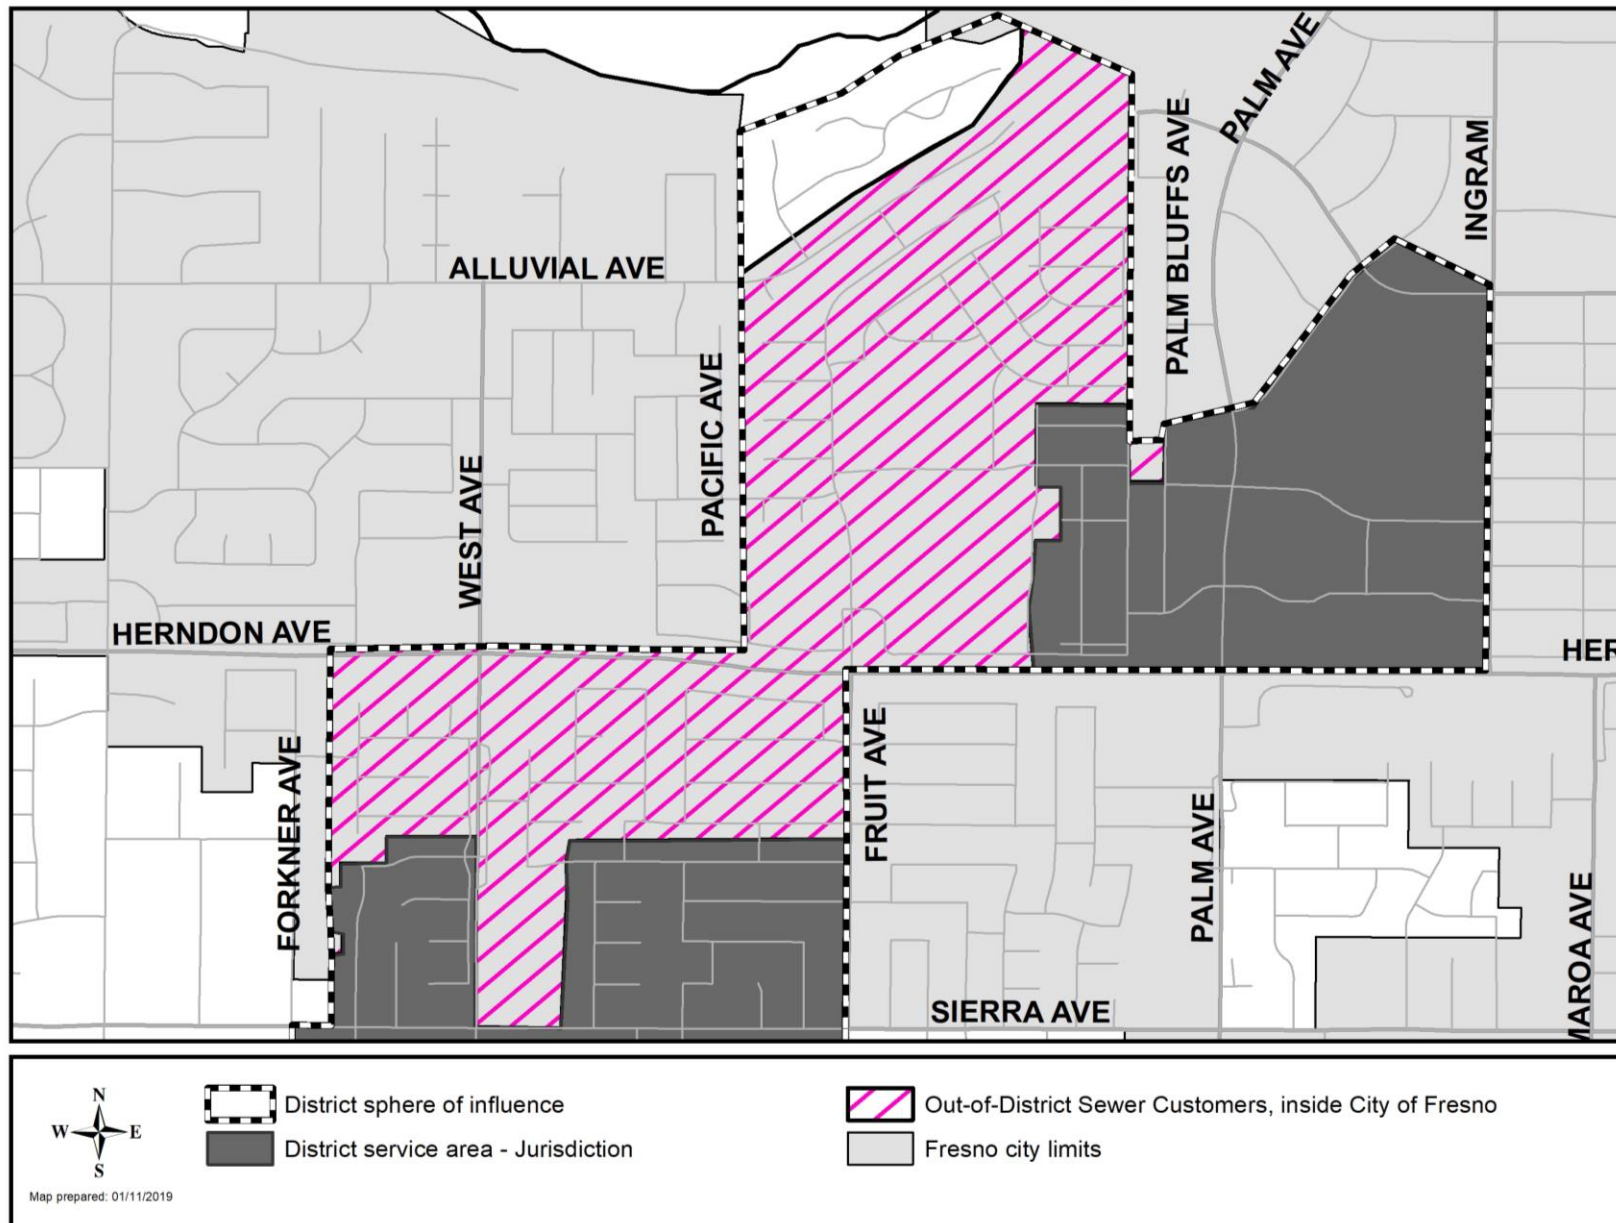 PALM AVE
PALM BLUFFS AVE
INGRAM
ALLUVIAL AVE
PACIFIC AVE
WEST AVE
HERNDON AVE
HER
FORKNER AVE
FRUIT AVE
PALM AVE
MAROA AVE
SIERRA AVE
N
W E
S
District sphere of influence
District service area - Jurisdiction
Out-of-District Sewer Customers, inside City of Fresno
Fresno city limits
Map prepared: 01/11/2019